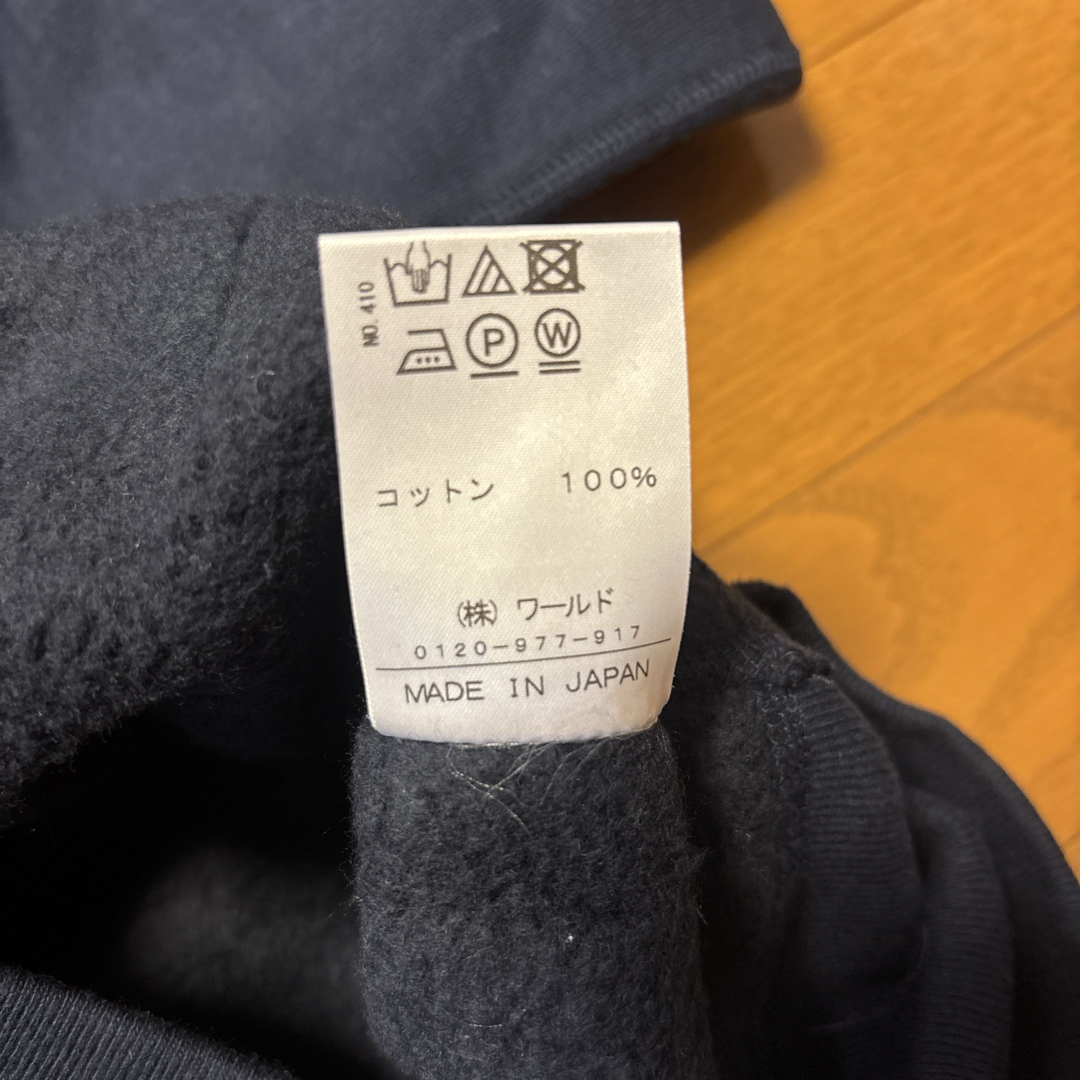 NO. 410
P W
コットン 100%
(株) ワールド
0120-977-917
MADE IN JAPAN